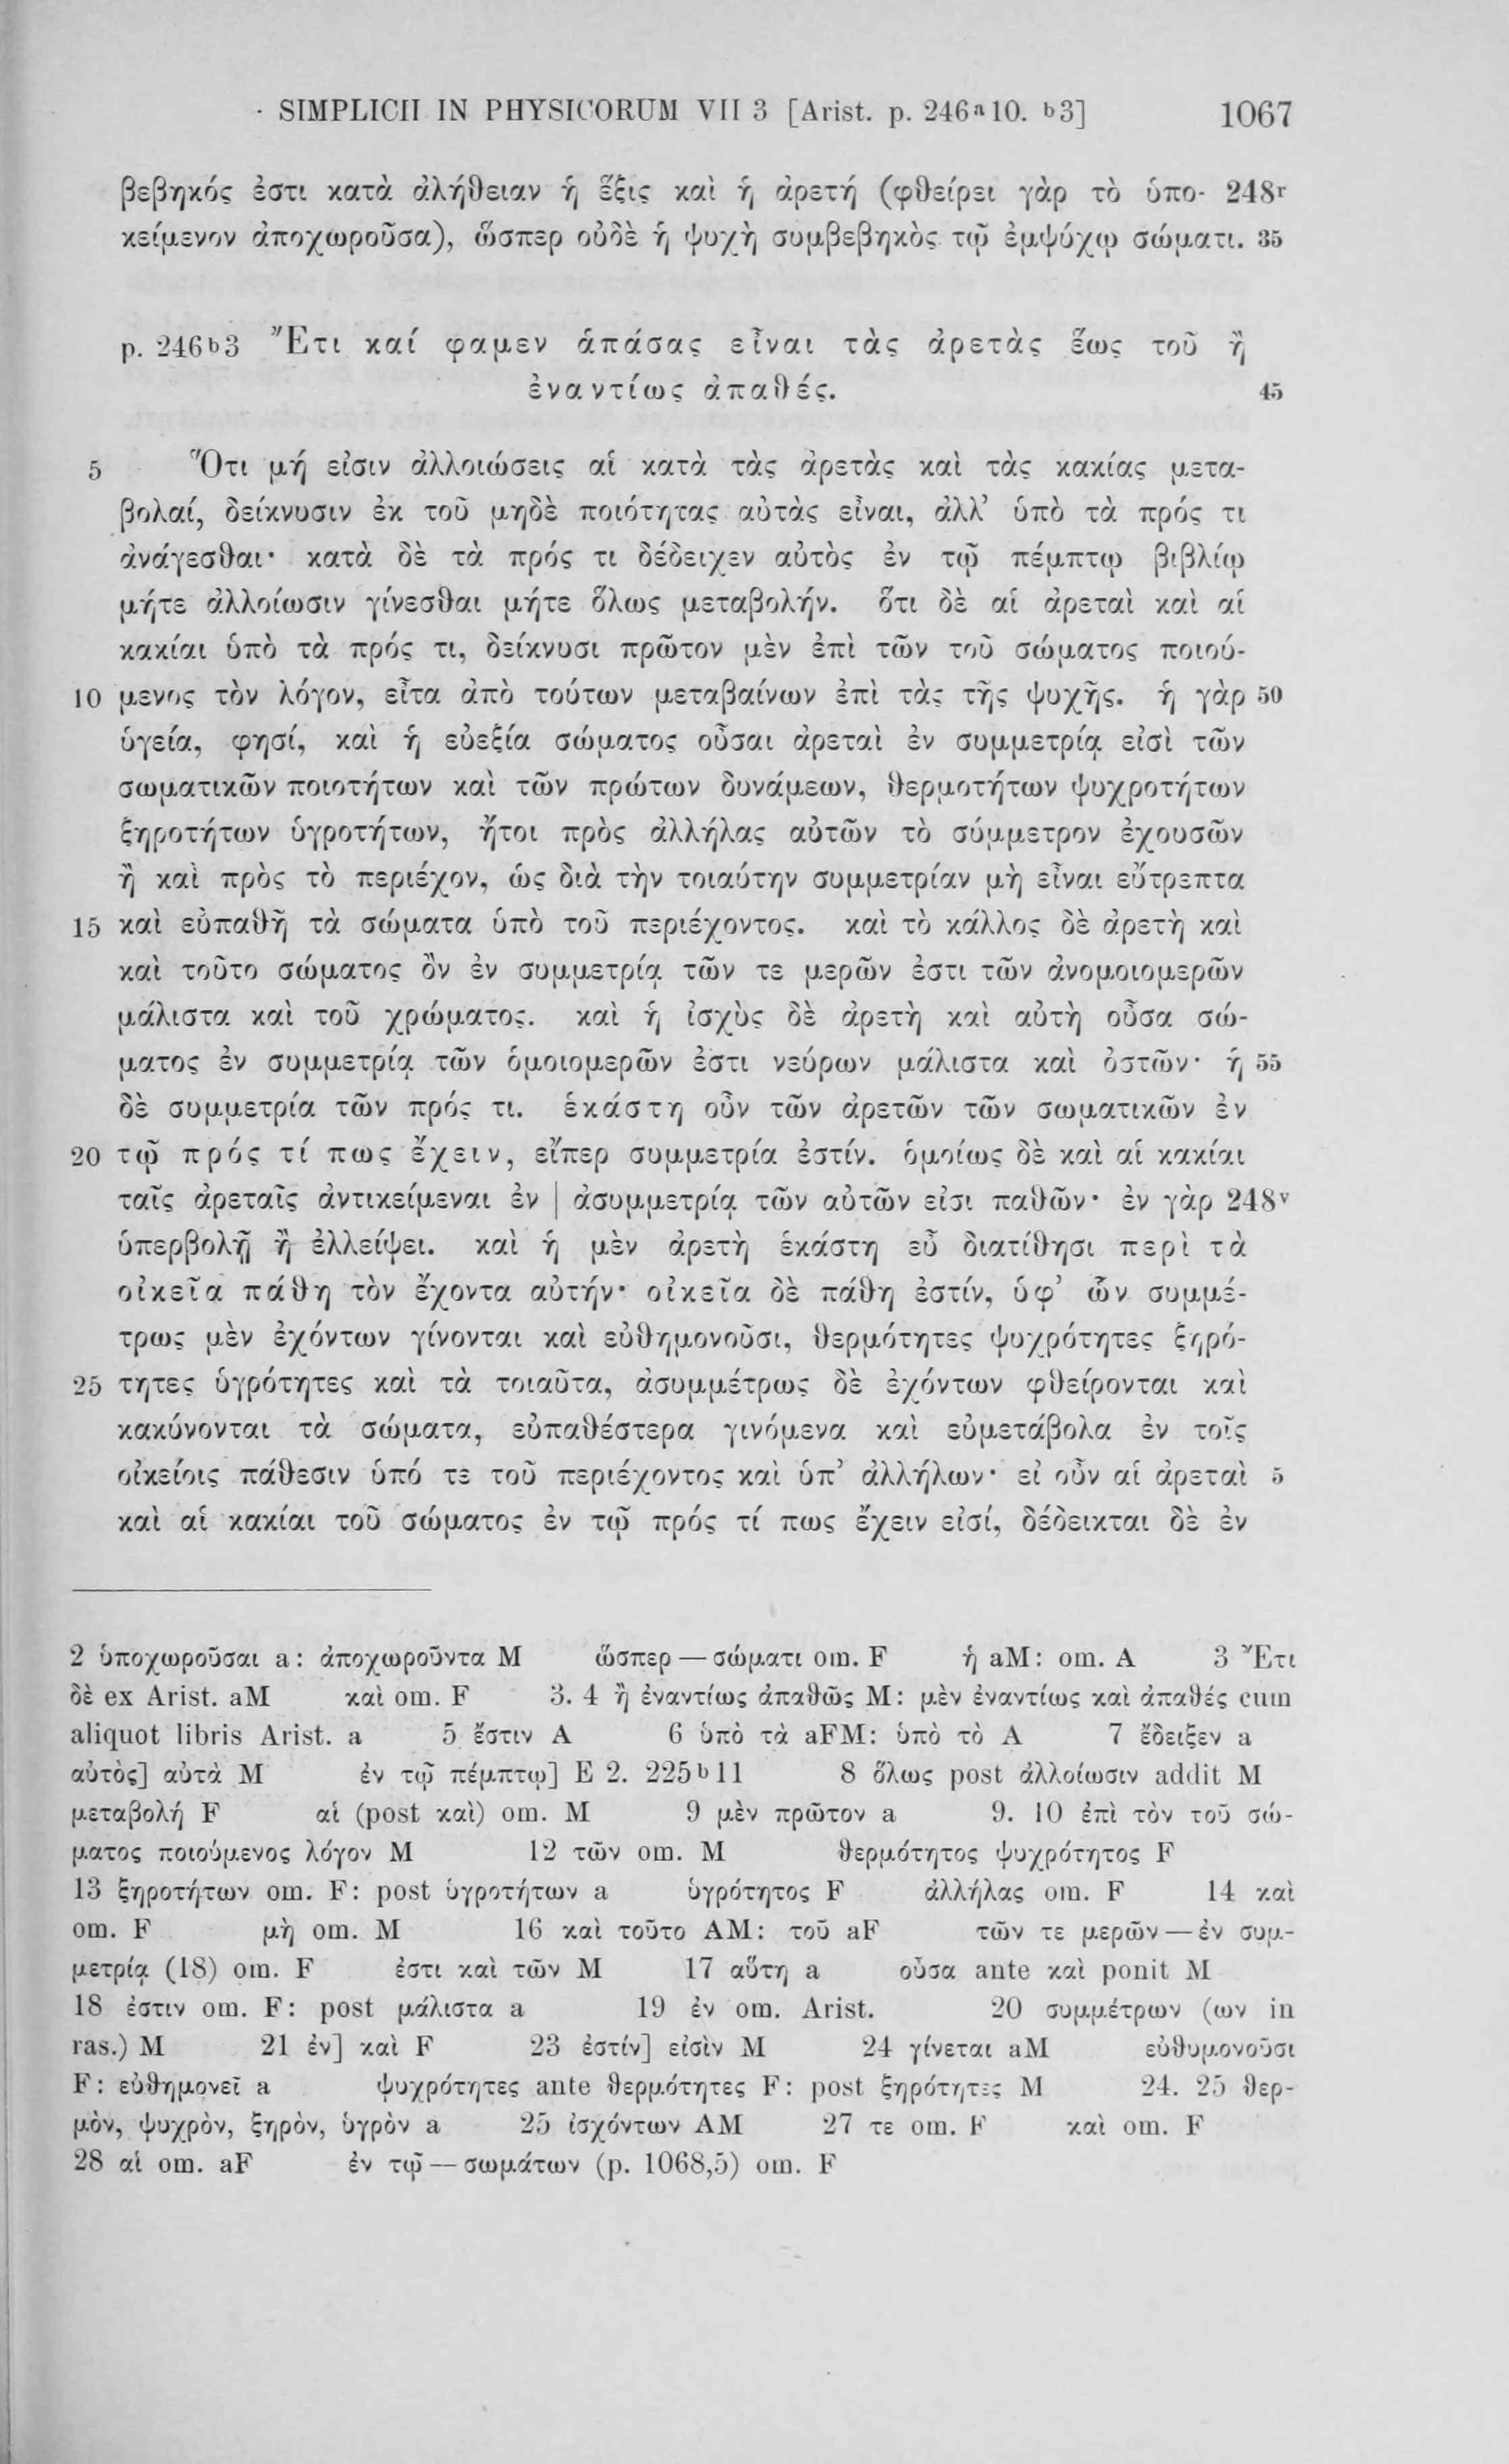 SIMPLICII IN PHYSICORUM VII 3 [Arist. p. 246a10. b3] 1067
βεβηκός ἐστι κατὰ ἀλήθειαν ἡ ἕξις καὶ ἡ ἀρετή (φθείρει γὰρ τὸ ὑπο- 248r
κείμενον ἀποχωροῦσα), ὥσπερ οὐδὲ ἡ ψυχὴ συμβεβηκὸς τῷ ἐμψύχῳ σώματι. 35
p. 246b3 Ἔτι καί φαμεν ἁπάσας εἶναι τὰς ἀρετὰς ἕως τοῦ ἢ
ἐναντίως ἀπαθές. 45
5 Ὅτι μή εἰσιν ἀλλοιώσεις αἱ κατὰ τὰς ἀρετὰς καὶ τὰς κακίας μετα-
βολαί, δείκνυσιν ἐκ τοῦ μηδὲ ποιότητας αὐτὰς εἶναι, ἀλλ’ ὑπὸ τὰ πρός τι
ἀνάγεσθαι· κατὰ δὲ τὰ πρός τι δέδειχεν αὐτὸς ἐν τῷ πέμπτῳ βιβλίῳ
μήτε ἀλλοίωσιν γίνεσθαι μήτε ὅλως μεταβολήν. ὅτι δὲ αἱ ἀρεταὶ καὶ αἱ
κακίαι ὑπὸ τὰ πρός τι, δείκνυσι πρῶτον μὲν ἐπὶ τῶν τοῦ σώματος ποιού-
10 μενος τὸν λόγον, εἶτα ἀπὸ τούτων μεταβαίνων ἐπὶ τὰς τῆς ψυχῆς. ἡ γὰρ 50
ὑγεία, φησί, καὶ ἡ εὐεξία σώματος οὖσαι ἀρεταὶ ἐν συμμετρίᾳ εἰσὶ τῶν
σωματικῶν ποιοτήτων καὶ τῶν πρώτων δυνάμεων, θερμοτήτων ψυχροτήτων
ξηροτήτων ὑγροτήτων, ἤτοι πρὸς ἀλλήλας αὐτῶν τὸ σύμμετρον ἐχουσῶν
ἢ καὶ πρὸς τὸ περιέχον, ὡς διὰ τὴν τοιαύτην συμμετρίαν μὴ εἶναι εὔτρεπτα
15 καὶ εὐπαθῆ τὰ σώματα ὑπὸ τοῦ περιέχοντος. καὶ τὸ κάλλος δὲ ἀρετὴ καὶ
καὶ τοῦτο σώματος ὂν ἐν συμμετρίᾳ τῶν τε μερῶν ἐστι τῶν ἀνομοιομερῶν
μάλιστα καὶ τοῦ χρώματος. καὶ ἡ ἰσχὺς δὲ ἀρετὴ καὶ αὐτὴ οὖσα σώ-
ματος ἐν συμμετρίᾳ τῶν ὁμοιομερῶν ἐστι νεύρων μάλιστα καὶ ὀστῶν· ἡ 55
δὲ συμμετρία τῶν πρός τι. ἑκάστη οὖν τῶν ἀρετῶν τῶν σωματικῶν ἐν
20 τῷ πρός τί πως ἔχειν, εἴπερ συμμετρία ἐστίν. ὁμοίως δὲ καὶ αἱ κακίαι
ταῖς ἀρεταῖς ἀντικείμεναι ἐν | ἀσυμμετρίᾳ τῶν αὐτῶν εἰσι παθῶν· ἐν γὰρ 248v
ὑπερβολῇ ἢ ἐλλείψει. καὶ ἡ μὲν ἀρετὴ ἑκάστη εὖ διατίθησι περὶ τὰ
οἰκεῖα πάθη τὸν ἔχοντα αὐτήν· οἰκεῖα δὲ πάθη ἐστίν, ὑφ’ ὧν συμμέ-
τρως μὲν ἐχόντων γίνονται καὶ εὐθημονοῦσι, θερμότητες ψυχρότητες ξηρό-
25 τητες ὑγρότητες καὶ τὰ τοιαῦτα, ἀσυμμέτρως δὲ ἐχόντων φθείρονται καὶ
κακύνονται τὰ σώματα, εὐπαθέστερα γινόμενα καὶ εὐμετάβολα ἐν τοῖς
οἰκείοις πάθεσιν ὑπό τε τοῦ περιέχοντος καὶ ὑπ’ ἀλλήλων· εἰ οὖν αἱ ἀρεταὶ 5
καὶ αἱ κακίαι τοῦ σώματος ἐν τῷ πρός τί πως ἔχειν εἰσί, δέδεικται δὲ ἐν
2 ὑποχωροῦσαι a: ἀποχωροῦντα M ὥσπερ — σώματι om. F ἡ aM: om. A 3 Ἔτι
δὲ ex Arist. aM καὶ om. F 3. 4 ἢ ἐναντίως ἀπαθῶς M: μὲν ἐναντίως καὶ ἀπαθές cum
aliquot libris Arist. a 5 ἔστιν A 6 ὑπὸ τὰ aFM: ὑπὸ τὸ A 7 ἔδειξεν a
αὐτὸς] αὐτὰ M ἐν τῷ πέμπτῳ] E 2. 225b11 8 ὅλως post ἀλλοίωσιν addit M
μεταβολή F αἱ (post καὶ) om. M 9 μὲν πρῶτον a 9. 10 ἐπὶ τὸν τοῦ σώ-
ματος ποιούμενος λόγον M 12 τῶν om. M θερμότητος ψυχρότητος F
13 ξηροτήτων om. F: post ὑγροτήτων a ὑγρότητος F ἀλλήλας om. F 14 καὶ
om. F μὴ om. M 16 καὶ τοῦτο AM: τοῦ aF τῶν τε μερῶν — ἐν συμ-
μετρίᾳ (18) om. F ἐστι καὶ τῶν M 17 αὕτη a οὖσα ante καὶ ponit M
18 ἐστιν om. F: post μάλιστα a 19 ἐν om. Arist. 20 συμμέτρων (ων in
ras.) M 21 ἐν] καὶ F 23 ἐστίν] εἰσὶν M 24 γίνεται aM εὐθυμονοῦσι
F: εὐθημονεῖ a ψυχρότητες ante θερμότητες F: post ξηρότητες M 24. 25 θερ-
μὸν, ψυχρὸν, ξηρὸν, ὑγρὸν a 25 ἰσχόντων AM 27 τε om. F καὶ om. F
28 αἱ om. aF ἐν τῷ — σωμάτων (p. 1068,5) om. F